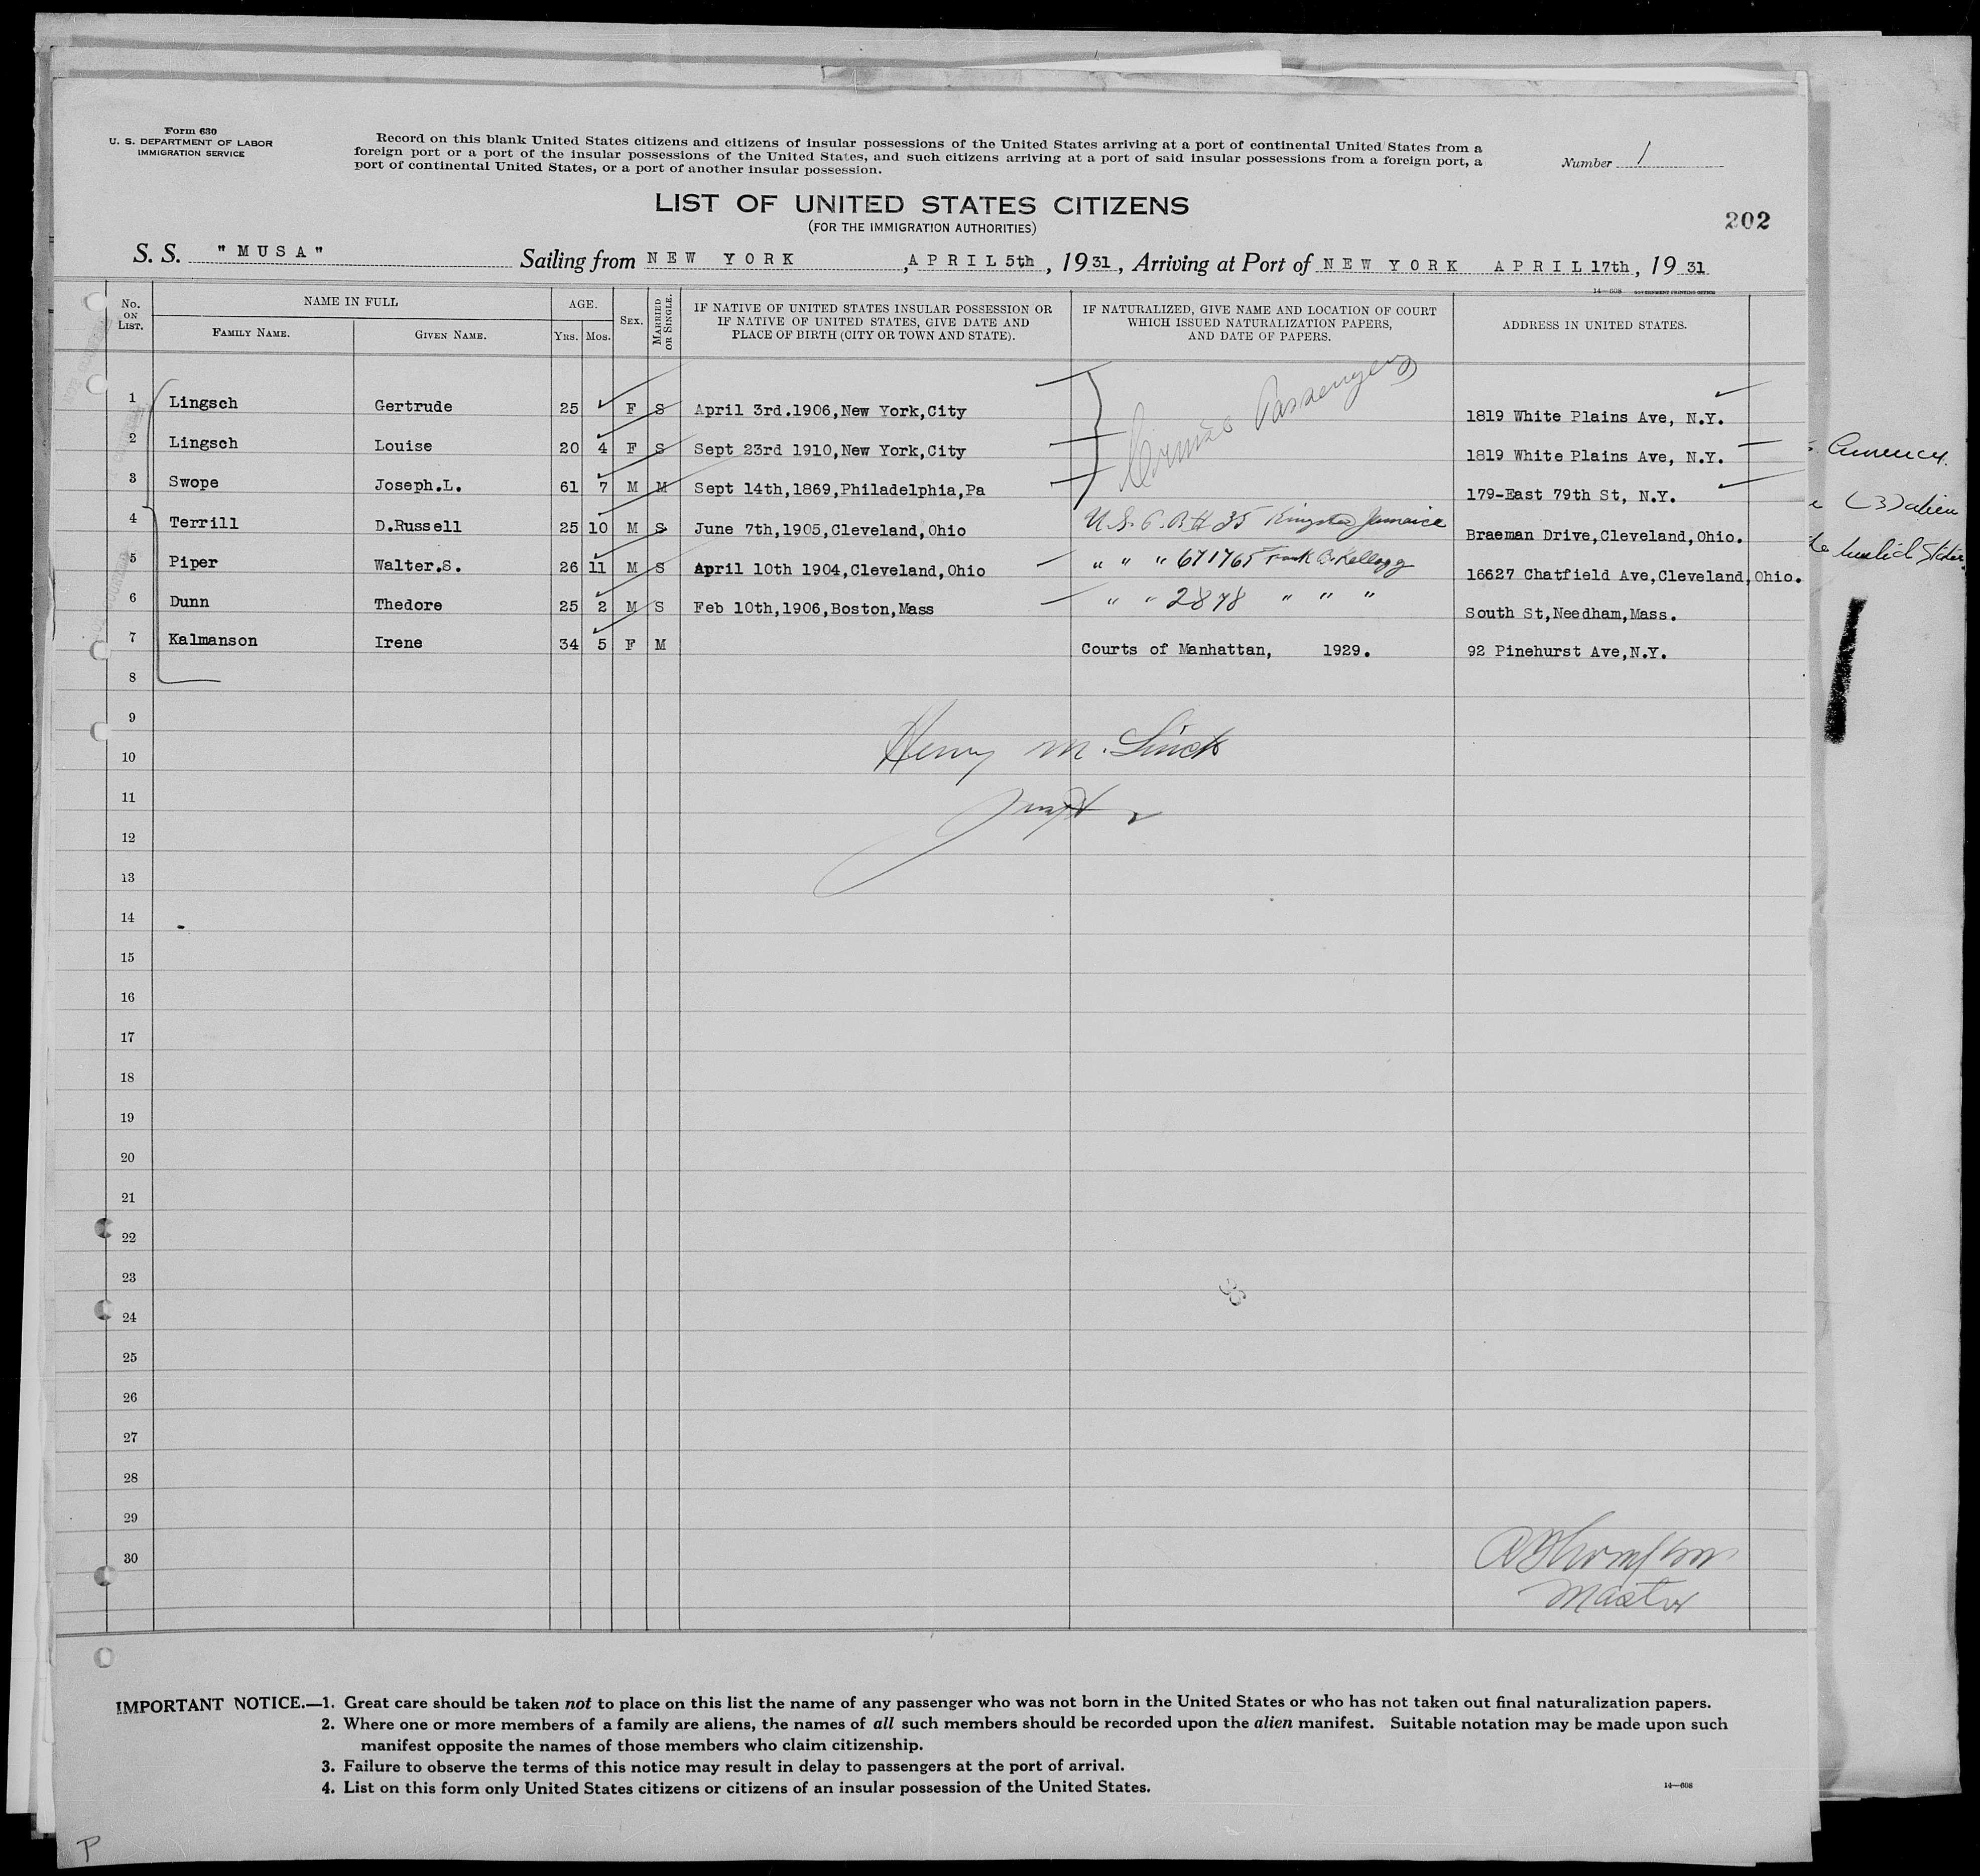 Form 630
U. S. DEPARTMENT OF LABOR
IMMIGRATION SERVICE
Record on this blank United States citizens and citizens of insular possessions of the United States arriving at a port of continental United States from a
foreign port or a port of the insular possessions of the United States, and such citizens arriving at a port of said insular possessions from a foreign port, a
port of continental United States, or a port of another insular possession.
Number 1
LIST OF UNITED STATES CITIZENS
(FOR THE IMMIGRATION AUTHORITIES)
202
S. S. "MUSA" Sailing from NEW YORK, APRIL 5th, 1931, Arriving at Port of NEW YORK APRIL 17th, 1931
14—608 GOVERNMENT PRINTING OFFICE
No. ON LIST. NAME IN FULL FAMILY NAME. GIVEN NAME. AGE. YRS. MOS. SEX. MARRIED OR SINGLE. IF NATIVE OF UNITED STATES INSULAR POSSESSION OR IF NATIVE OF UNITED STATES, GIVE DATE AND PLACE OF BIRTH (CITY OR TOWN AND STATE). IF NATURALIZED, GIVE NAME AND LOCATION OF COURT WHICH ISSUED NATURALIZATION PAPERS, AND DATE OF PAPERS. ADDRESS IN UNITED STATES.
Passengers
1 Lingsch Gertrude 25 F S April 3rd.1906,New York,City 1819 White Plains Ave, N.Y.
2 Lingsch Louise 20 4 F S Sept 23rd 1910,New York,City 1819 White Plains Ave, N.Y.
3 Swope Joseph.L. 61 7 M M Sept 14th,1869,Philadelphia,Pa 179-East 79th St, N.Y.
4 Terrill D.Russell 25 10 M S June 7th,1905,Cleveland,Ohio U.S.P. 35 Kingston Jamaica Braeman Drive,Cleveland,Ohio.
5 Piper Walter.S. 26 11 M S April 10th 1904,Cleveland,Ohio " " " 671765 Frank B. Kellogg 16627 Chatfield Ave,Cleveland,Ohio.
6 Dunn Thedore 25 2 M S Feb 10th,1906,Boston,Mass " " 2878 " " " South St,Needham,Mass.
7 Kalmanson Irene 34 5 F M Courts of Manhattan, 1929. 92 Pinehurst Ave,N.Y.
8
9
Henry M.
10
11
12
13
14
15
16
17
18
19
20
21
22
23
24
25
26
27
28
29
30
Thompson
Master
(3) alien
States
IMPORTANT NOTICE.—1. Great care should be taken not to place on this list the name of any passenger who was not born in the United States or who has not taken out final naturalization papers.
2. Where one or more members of a family are aliens, the names of all such members should be recorded upon the alien manifest. Suitable notation may be made upon such
manifest opposite the names of those members who claim citizenship.
3. Failure to observe the terms of this notice may result in delay to passengers at the port of arrival.
4. List on this form only United States citizens or citizens of an insular possession of the United States.
14—608
P